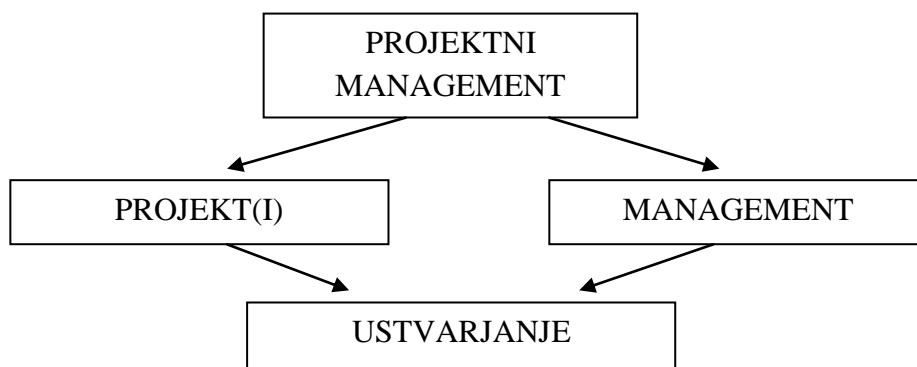 PROJEKTNI
MANAGEMENT
PROJEKT(I)
MANAGEMENT
USTVARJANJE